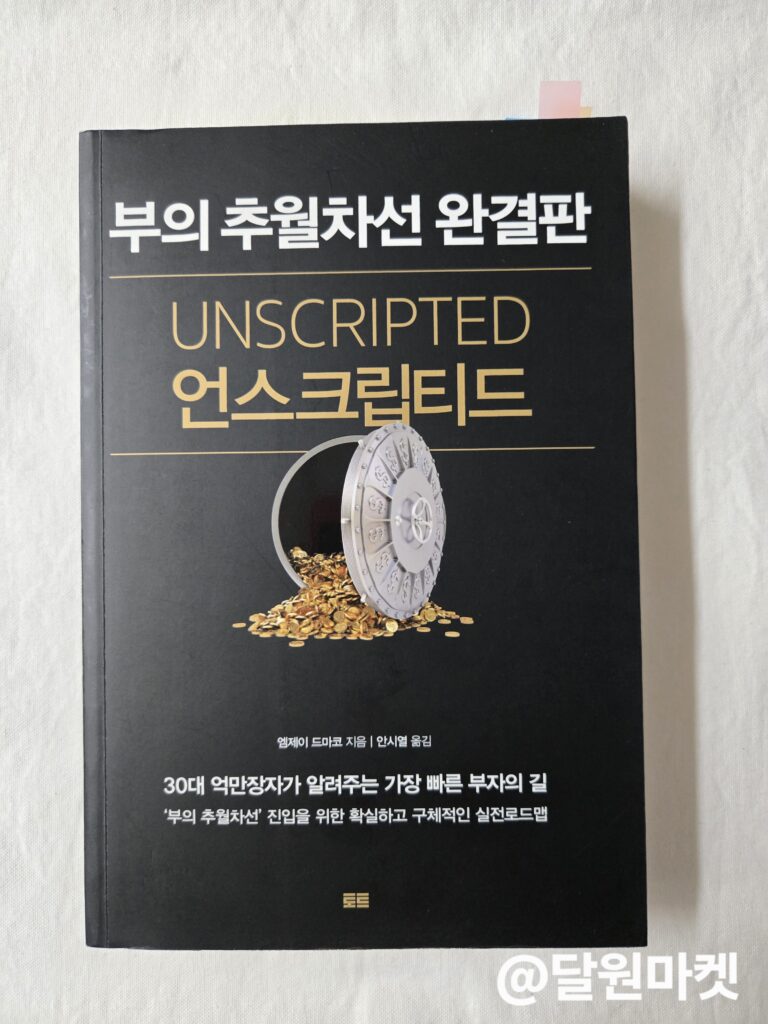 부의 추월차선 완결판
UNSCRIPTED
언스크립티드
엠제이 드마코 지음 | 안시열 옮김
30대 억만장자가 알려주는 가장 빠른 부자의 길
‘부의 추월차선’ 진입을 위한 확실하고 구체적인 실전로드맵
토트
@달원마켓